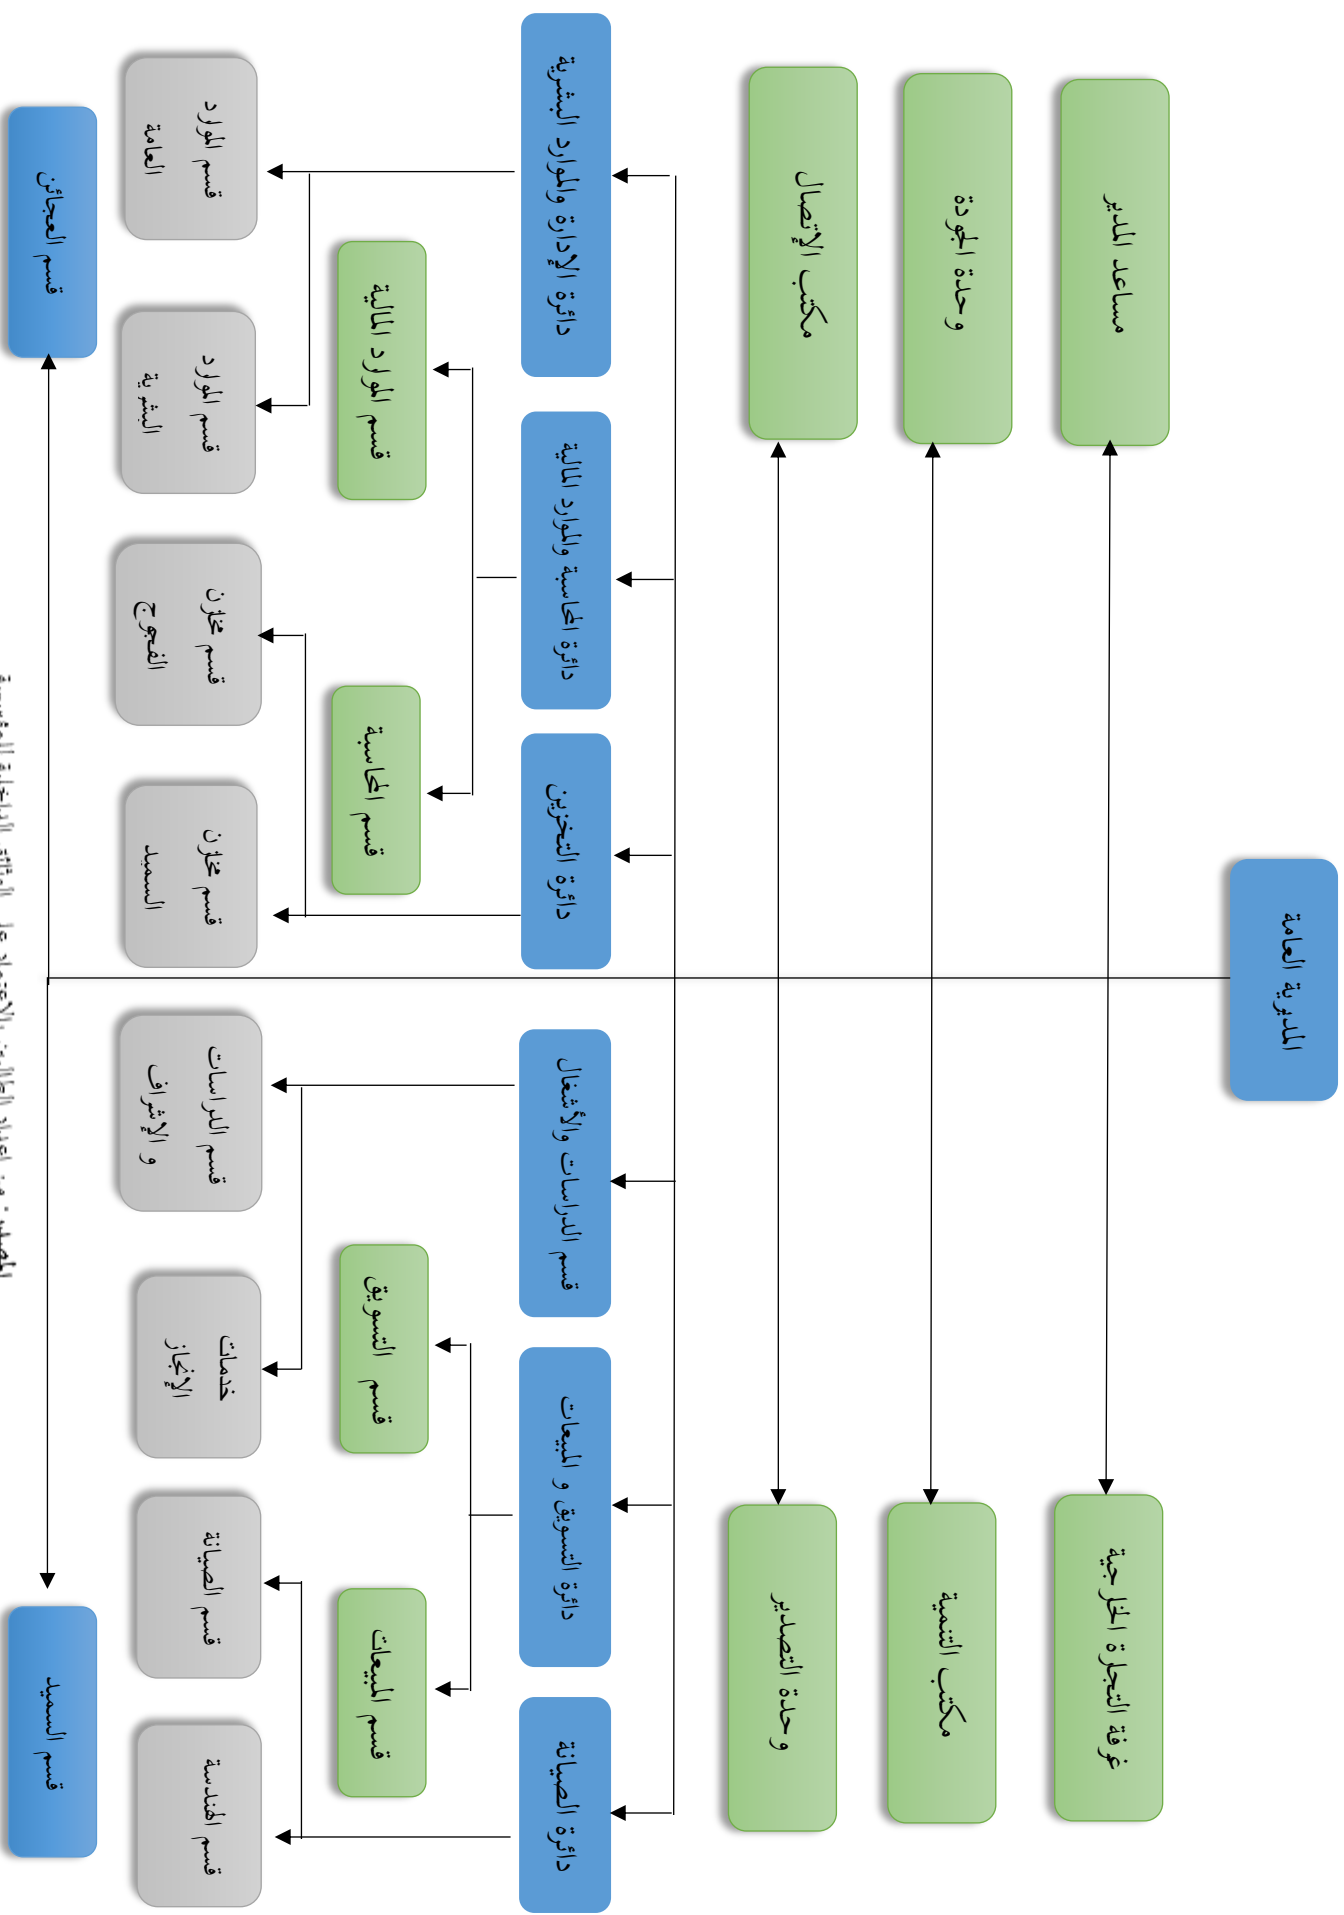 المديرية العامة
مساعد المدير
غرفة التجارة الخارجية
وحدة الجودة
مكتب التنمية
مكتب الإتصال
وحدة التصدير
دائرة الإدارة والموارد البشرية
دائرة المحاسبة والموارد المالية
دائرة التخزين
قسم الدراسات والأشغال
دائرة التسويق و المبيعات
دائرة الصيانة
قسم الموارد المالية
قسم المحاسبة
قسم التسويق
قسم المبيعات
قسم الموارد
العامة
قسم الموارد
البشرية
قسم مخازن
الفجوج
قسم مخازن
السميد
قسم الدراسات
و الإشراف
خدمات
الإنجاز
قسم الصيانة
قسم الهندسة
قسم العجائن
قسم السميد